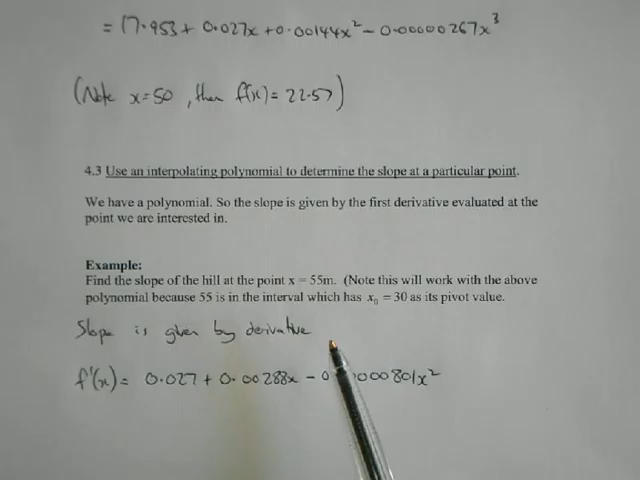 = 17.953 + 0.027x + 0.00144x² - 0.00000267x³
(Note x=50, then f(x) = 22.57)
4.3 Use an interpolating polynomial to determine the slope at a particular point.
We have a polynomial. So the slope is given by the first derivative evaluated at the
point we are interested in.
Example:
Find the slope of the hill at the point x = 55m. (Note this will work with the above
polynomial because 55 is in the interval which has x₀ = 30 as its pivot value.
Slope is given by derivative
f'(x) = 0.027 + 0.00288x - 0 00801x²